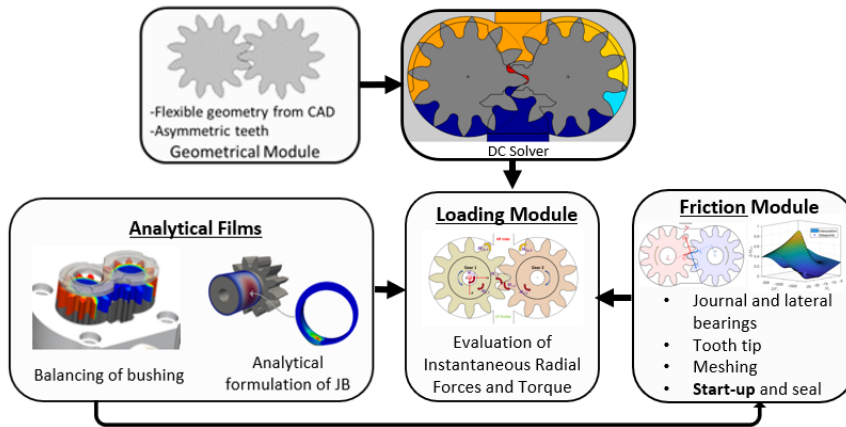 -Flexible geometry from CAD
-Asymmetric teeth
Geometrical Module
DC Solver
Analytical Films
Balancing of bushing
Analytical
formulation of JB
Loading Module
Gear 1
Gear 2
Evaluation of
Instantaneous Radial
Forces and Torque
Friction Module
• Journal and lateral
bearings
• Tooth tip
• Meshing
• Start-up and seal